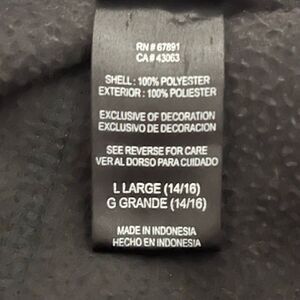 RN # 67891
CA # 43063
SHELL : 100% POLYESTER
EXTERIOR : 100% POLIESTER
EXCLUSIVE OF DECORATION
EXCLUSIVO DE DECORACION
SEE REVERSE FOR CARE
VER AL DORSO PARA CUIDADO
L LARGE (14/16)
G GRANDE (14/16)
MADE IN INDONESIA
HECHO EN INDONESIA